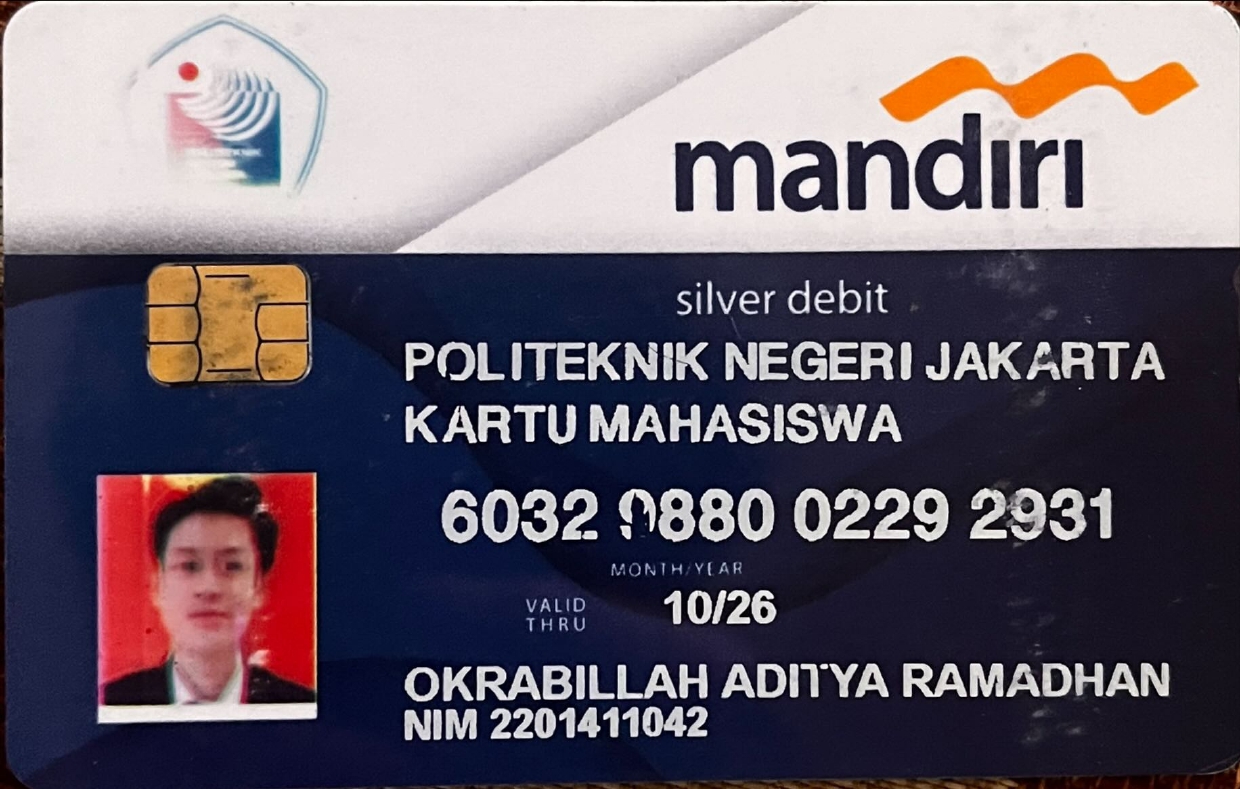 mandiri
silver debit
POLITEKNIK NEGERI JAKARTA
KARTU MAHASISWA
6032 9880 0229 2931
MONTH/YEAR
VALID THRU 10/26
OKRABILLAH ADITYA RAMADHAN
NIM 2201411042